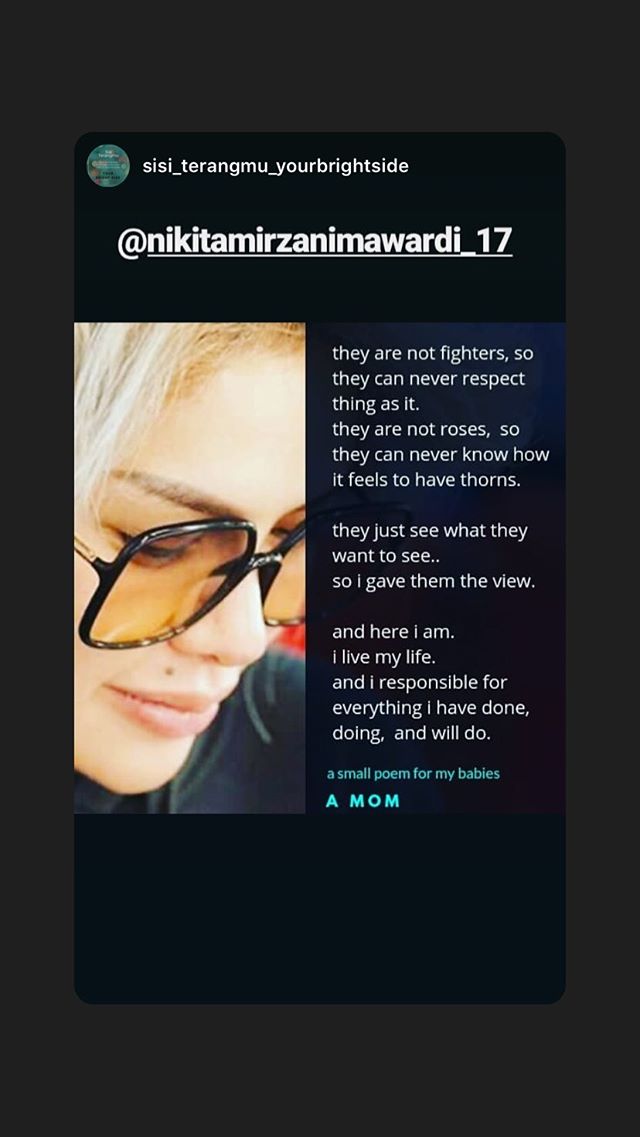 sisi_terangmu_yourbrightside
@nikitamirzanimawardi_17
they are not fighters, so
they can never respect
thing as it.
they are not roses,  so
they can never know how
it feels to have thorns.
they just see what they
want to see..
so i gave them the view.
and here i am.
i live my life.
and i responsible for
everything i have done,
doing,  and will do.
a small poem for my babies
A MOM